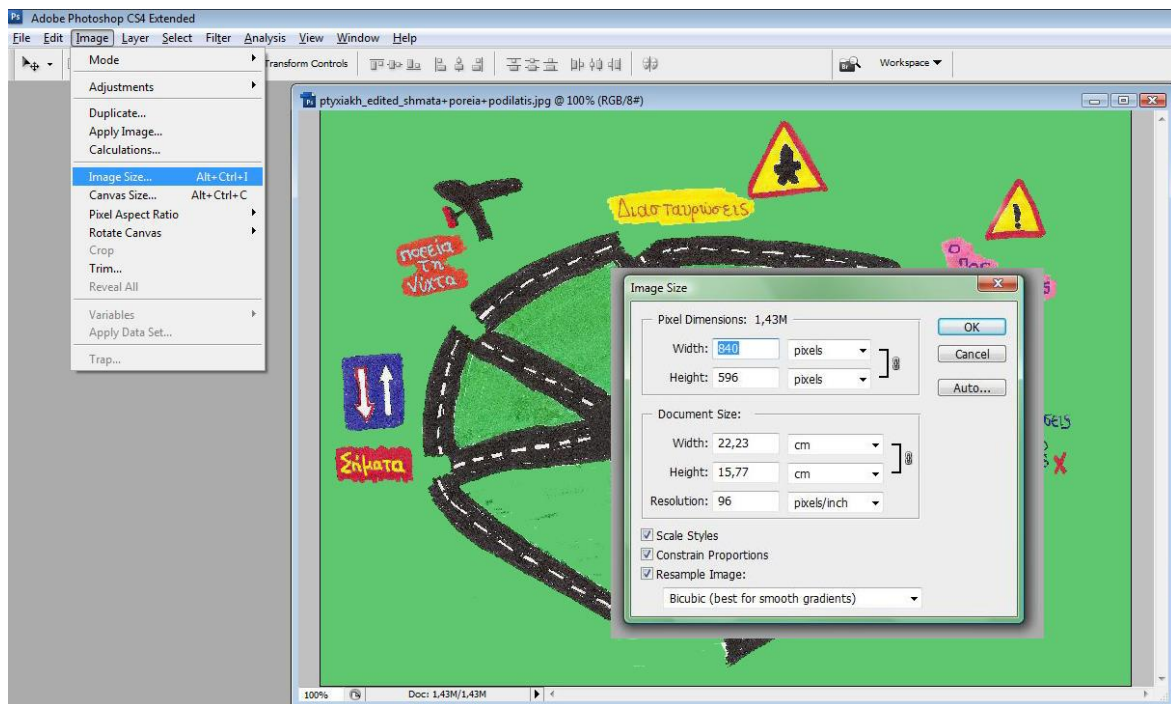 Ps Adobe Photoshop CS4 Extended
File Edit Image Layer Select Filter Analysis View Window Help
Transform Controls
Workspace
Mode
Adjustments
Duplicate...
Apply Image...
Calculations...
Image Size... Alt+Ctrl+I
Canvas Size... Alt+Ctrl+C
Pixel Aspect Ratio
Rotate Canvas
Crop
Trim...
Reveal All
Variables
Apply Data Set...
Trap...
ptyxiakh_edited_shmata+poreia+podilatis.jpg @ 100% (RGB/8#)
Διασταυρώσεις
πορεία
τη
νύχτα
Ο
Σήματα
X
Image Size
Pixel Dimensions: 1,43M
Width: 840 pixels
Height: 596 pixels
Document Size:
Width: 22,23 cm
Height: 15,77 cm
Resolution: 96 pixels/inch
Scale Styles
Constrain Proportions
Resample Image:
Bicubic (best for smooth gradients)
OK
Cancel
Auto...
100% Doc: 1,43M/1,43M